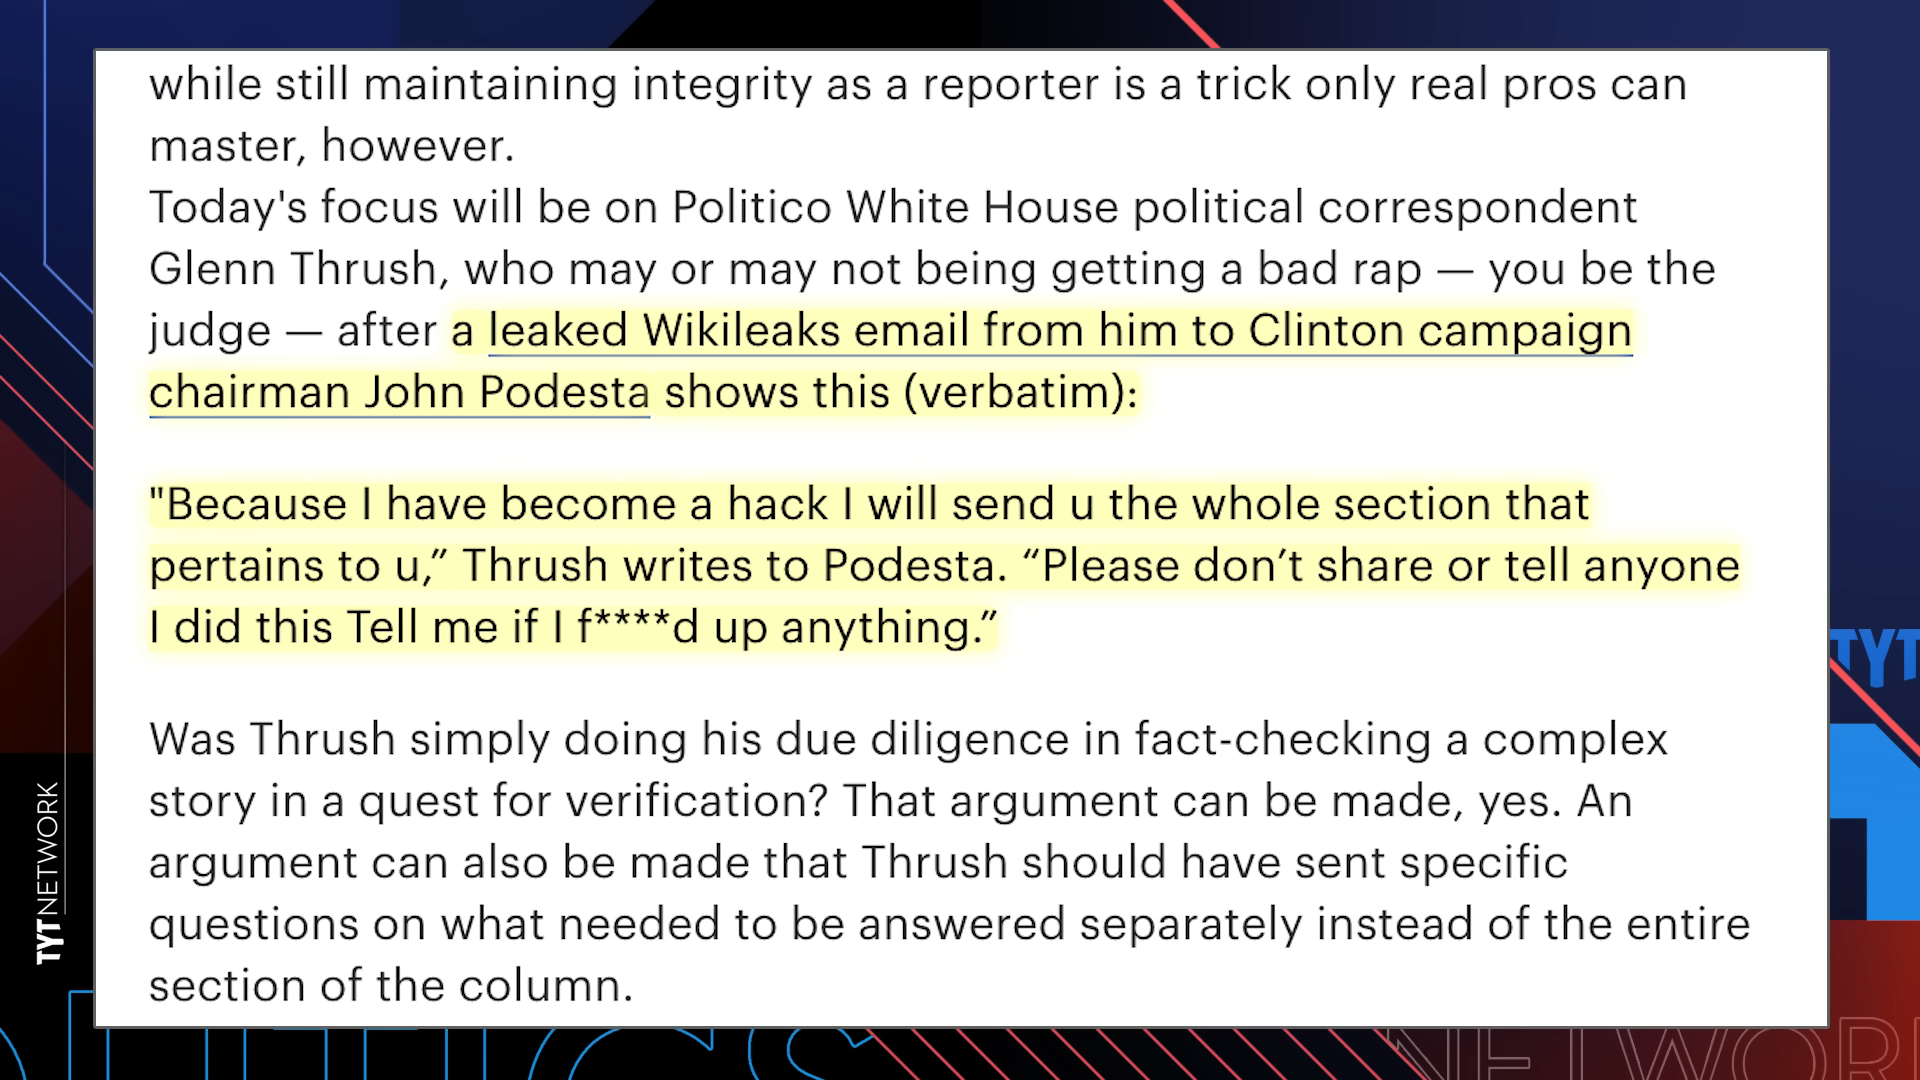 while still maintaining integrity as a reporter is a trick only real pros can
master, however.
Today's focus will be on Politico White House political correspondent
Glenn Thrush, who may or may not being getting a bad rap — you be the
judge — after a leaked Wikileaks email from him to Clinton campaign
chairman John Podesta shows this (verbatim):
"Because I have become a hack I will send u the whole section that
pertains to u,” Thrush writes to Podesta. “Please don’t share or tell anyone
I did this Tell me if I f****d up anything.”
Was Thrush simply doing his due diligence in fact-checking a complex
story in a quest for verification? That argument can be made, yes. An
argument can also be made that Thrush should have sent specific
questions on what needed to be answered separately instead of the entire
section of the column.
TYTNETWORK
TYT
NETWOR